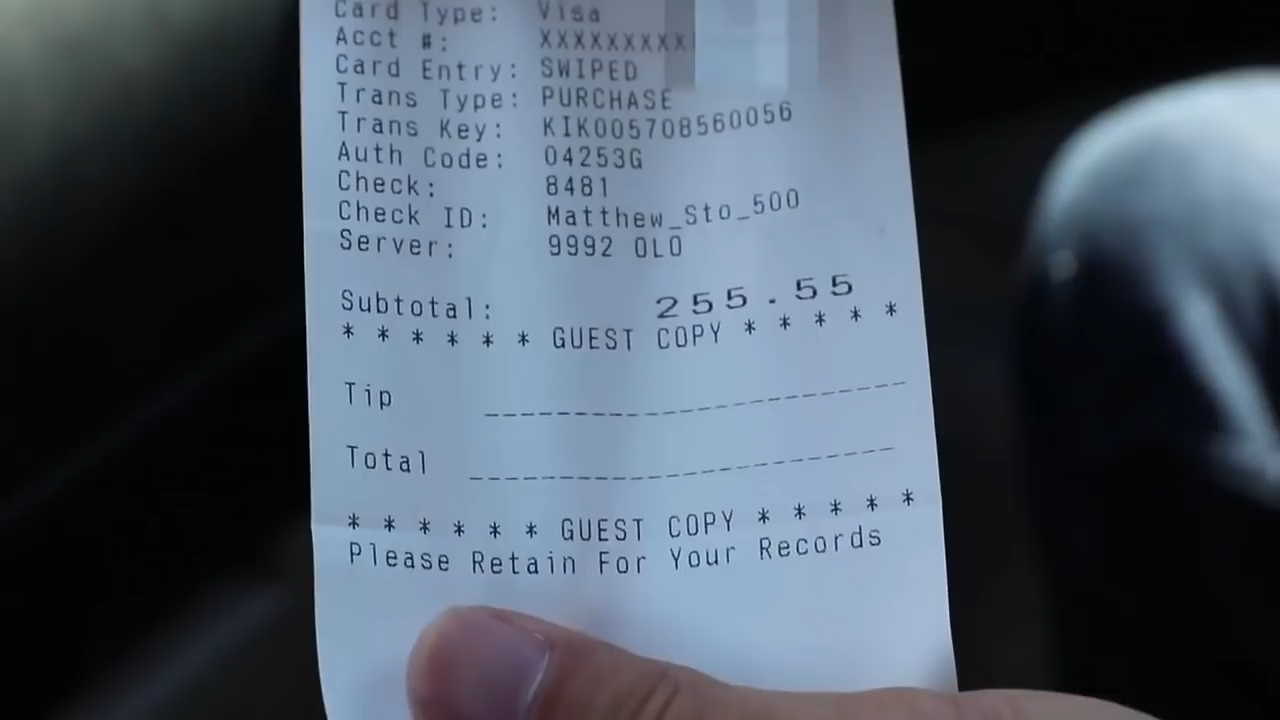 Card Type: Visa
Acct #: XXXXXXXXX
Card Entry: SWIPED
Trans Type: PURCHASE
Trans Key: KIK005708560056
Auth Code: 04253G
Check: 8481
Check ID: Matthew_Sto_500
Server: 9992 OLO
Subtotal: 255.55
* * * * * * GUEST COPY * * * * *
Tip ________________
Total ________________
* * * * * * GUEST COPY * * * * *
Please Retain For Your Records